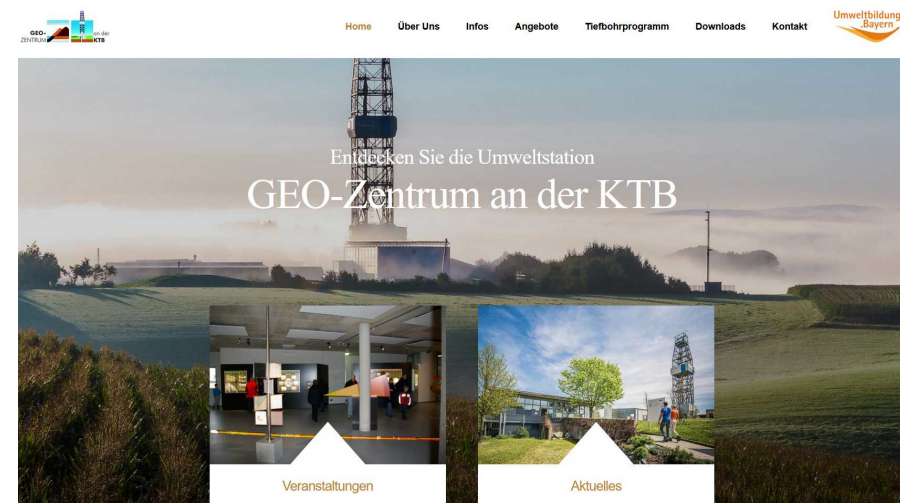 GEO-
ZENTRUM
an der
KTB
Home
Über Uns
Infos
Angebote
Tiefbohrprogramm
Downloads
Kontakt
Umweltbildung
.Bayern
Entdecken Sie die Umweltstation
GEO-Zentrum an der KTB
Veranstaltungen
Aktuelles